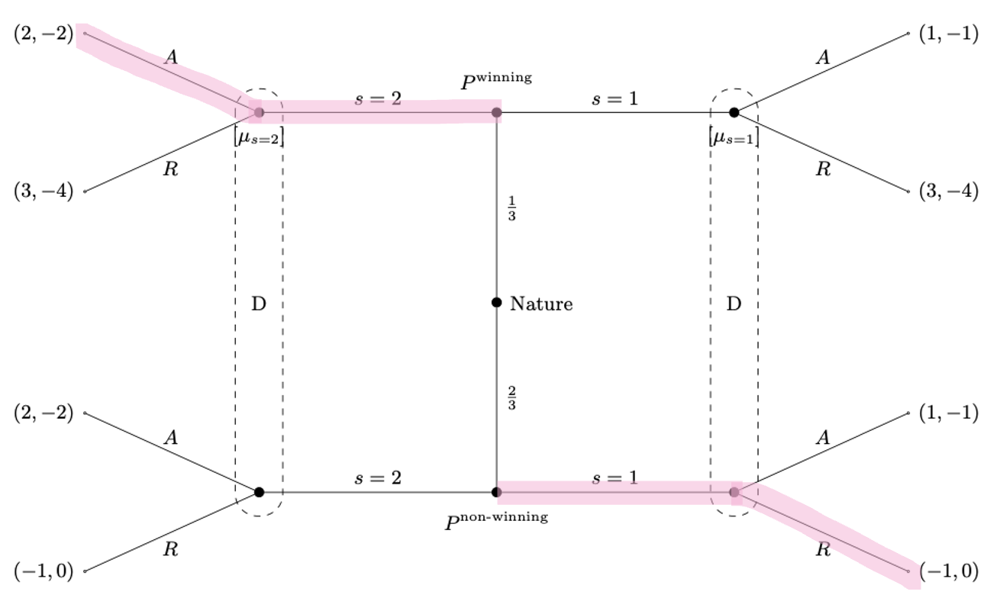 (2, −2) A s = 2 P^winning s = 1 A (1, −1)
[μ_{s=2}] [μ_{s=1}]
(3, −4) R R (3, −4)
1/3
D Nature D
2/3
(2, −2) A s = 2 s = 1 A (1, −1)
P^non-winning
(−1, 0) R R (−1, 0)